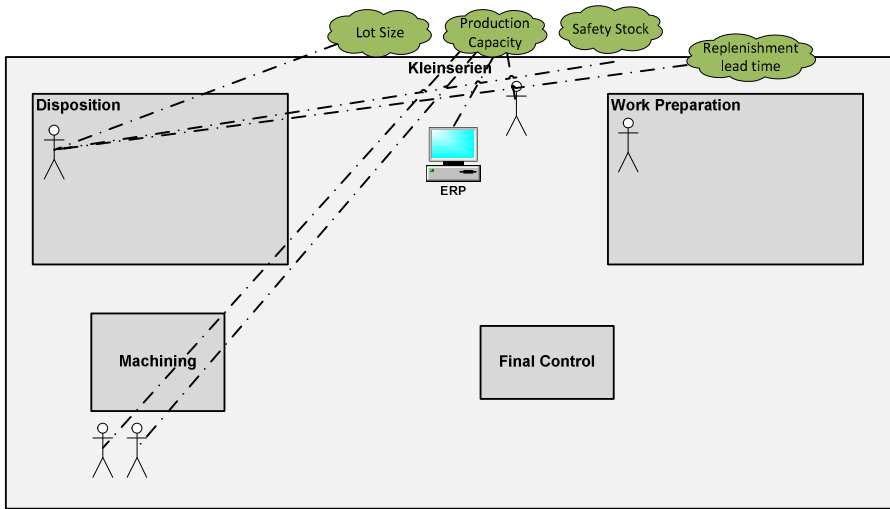 Lot Size
Production
Capacity
Safety Stock
Replenishment
lead time
Kleinserien
Disposition
Work Preparation
ERP
Machining
Final Control